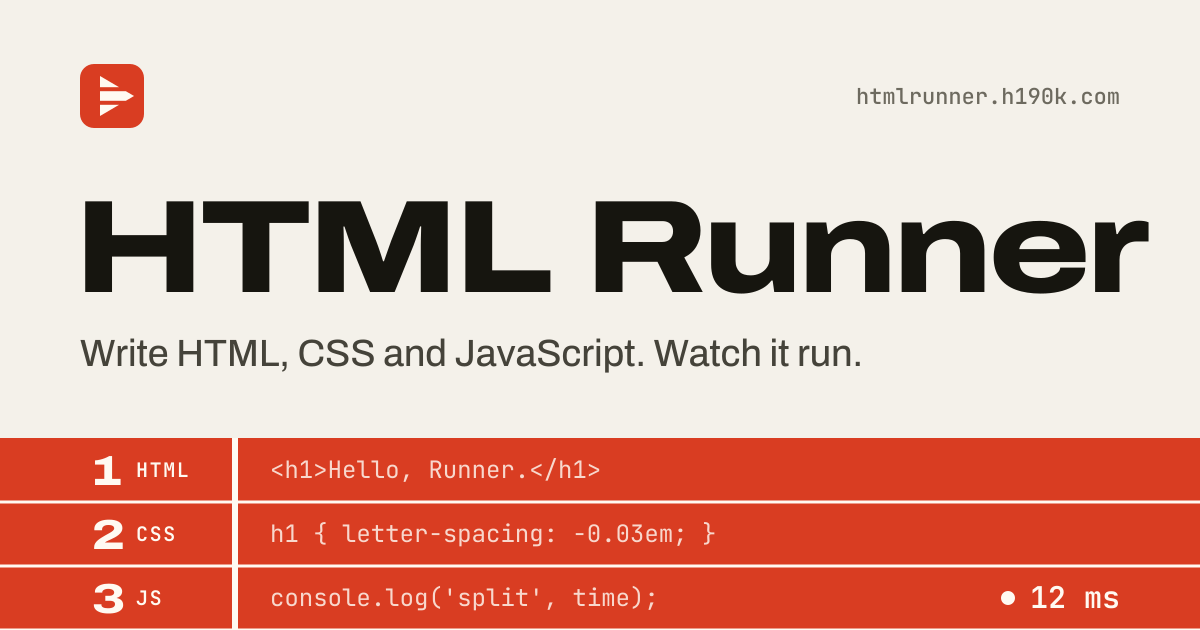 htmlrunner.h190k.com
HTML Runner
Write HTML, CSS and JavaScript. Watch it run.
1 HTML <h1>Hello, Runner.</h1>
2 CSS h1 { letter-spacing: -0.03em; }
3 JS console.log('split', time); 12 ms